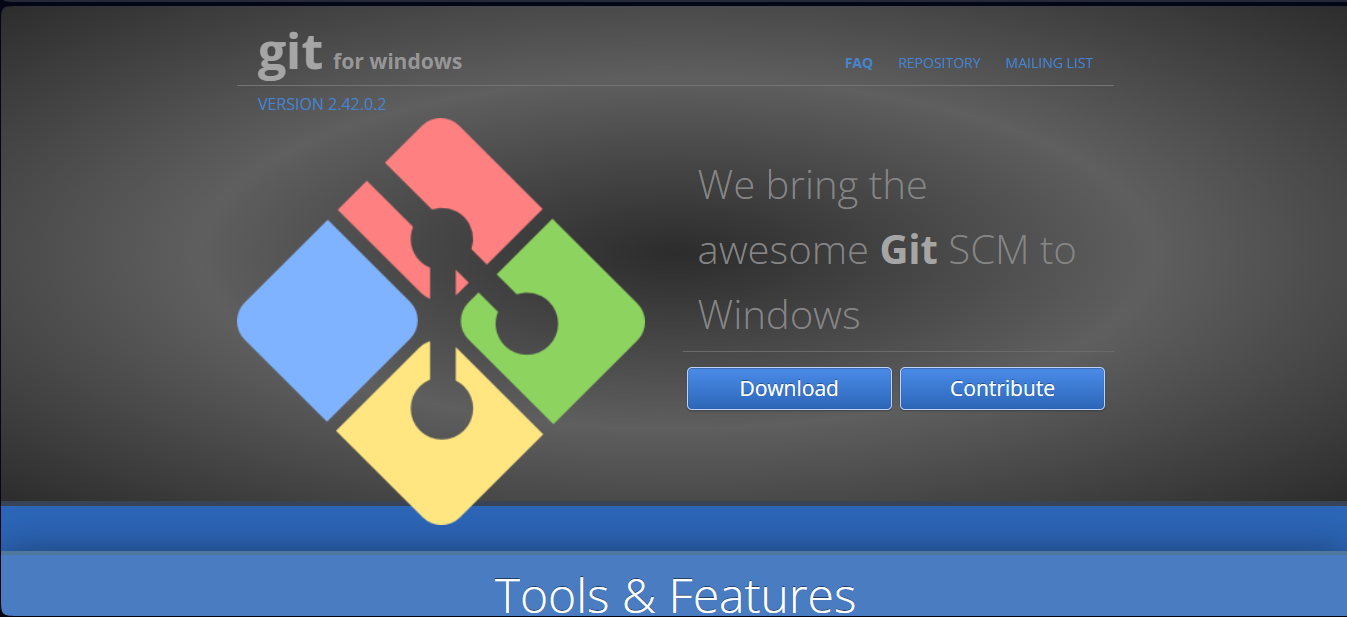 git for windows
FAQ REPOSITORY MAILING LIST
VERSION 2.42.0.2
We bring the
awesome Git SCM to
Windows
Download Contribute
Tools & Features